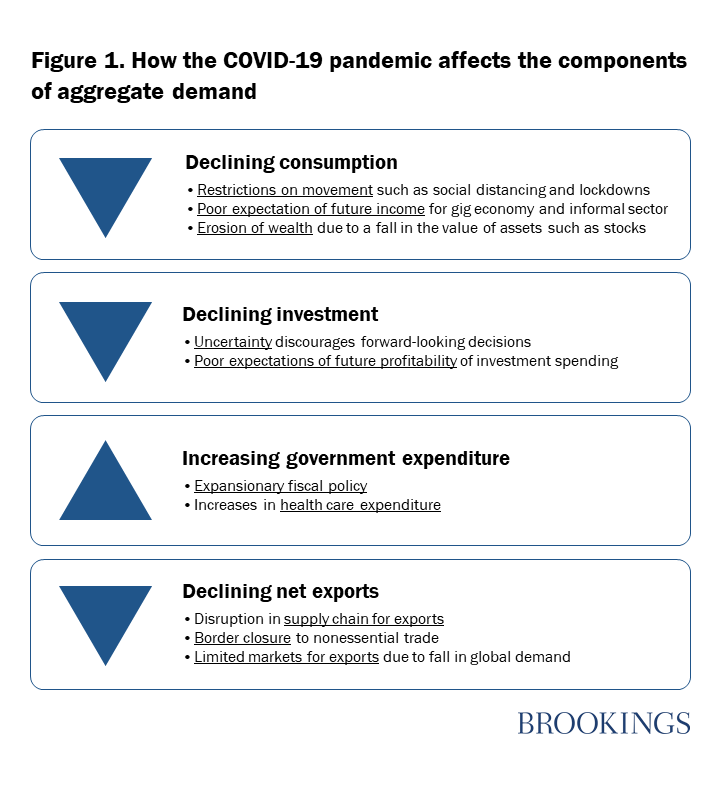 Figure 1. How the COVID-19 pandemic affects the components
of aggregate demand
Declining consumption
• Restrictions on movement such as social distancing and lockdowns
• Poor expectation of future income for gig economy and informal sector
• Erosion of wealth due to a fall in the value of assets such as stocks
Declining investment
• Uncertainty discourages forward-looking decisions
• Poor expectations of future profitability of investment spending
Increasing government expenditure
• Expansionary fiscal policy
• Increases in health care expenditure
Declining net exports
• Disruption in supply chain for exports
• Border closure to nonessential trade
• Limited markets for exports due to fall in global demand
BROOKINGS